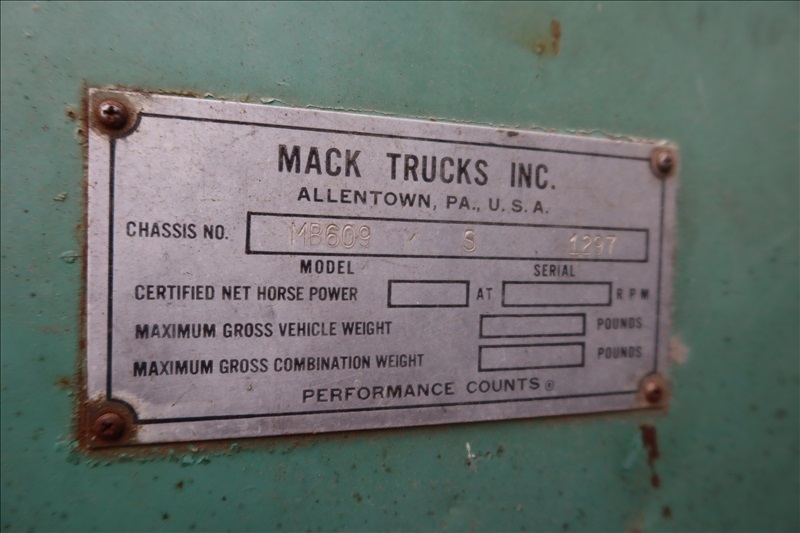 MACK TRUCKS INC.
ALLENTOWN, PA., U.S.A.
CHASSIS NO. MB609 S 1297
MODEL SERIAL
CERTIFIED NET HORSE POWER AT RPM
MAXIMUM GROSS VEHICLE WEIGHT POUNDS
MAXIMUM GROSS COMBINATION WEIGHT POUNDS
PERFORMANCE COUNTS®